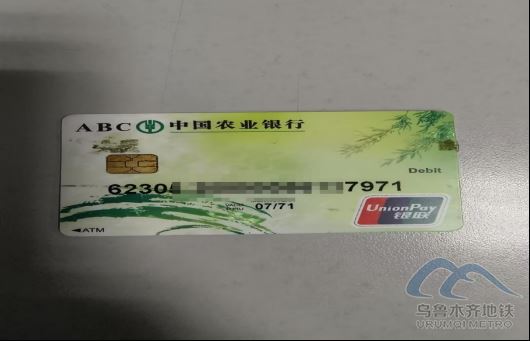 ABC 中国农业银行
Debit
6230 7971
07/71
UnionPay
银联
ATM
乌鲁木齐地铁
URUMQI METRO